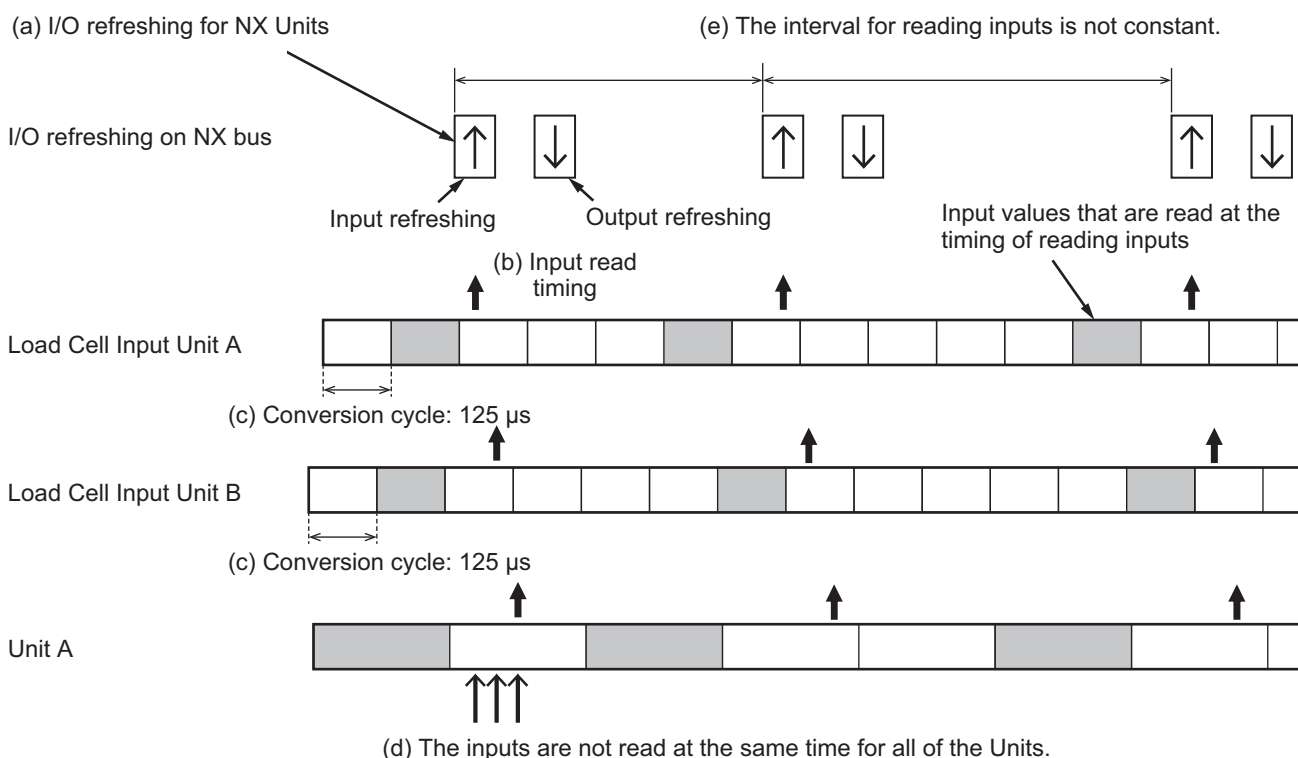 (a) I/O refreshing for NX Units
(e) The interval for reading inputs is not constant.
I/O refreshing on NX bus
Input refreshing
Output refreshing
Input values that are read at the
timing of reading inputs
(b) Input read
timing
Load Cell Input Unit A
(c) Conversion cycle: 125 µs
Load Cell Input Unit B
(c) Conversion cycle: 125 µs
Unit A
(d) The inputs are not read at the same time for all of the Units.